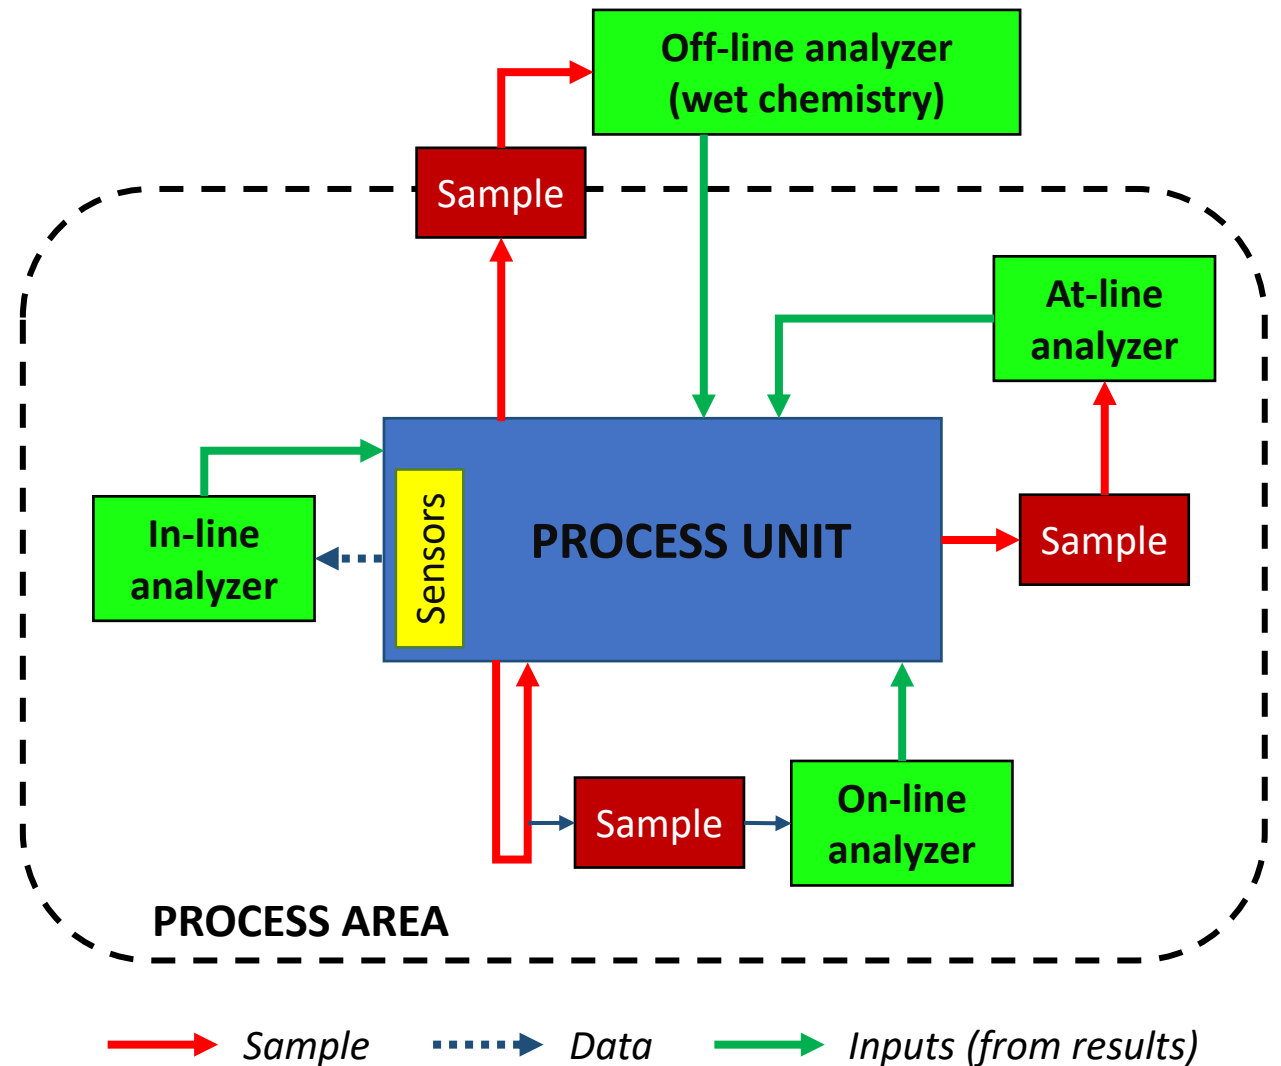 Off-line analyzer
(wet chemistry)
Sample
At-line
analyzer
In-line
analyzer
Sensors
PROCESS UNIT
Sample
Sample
On-line
analyzer
PROCESS AREA
Sample
Data
Inputs (from results)